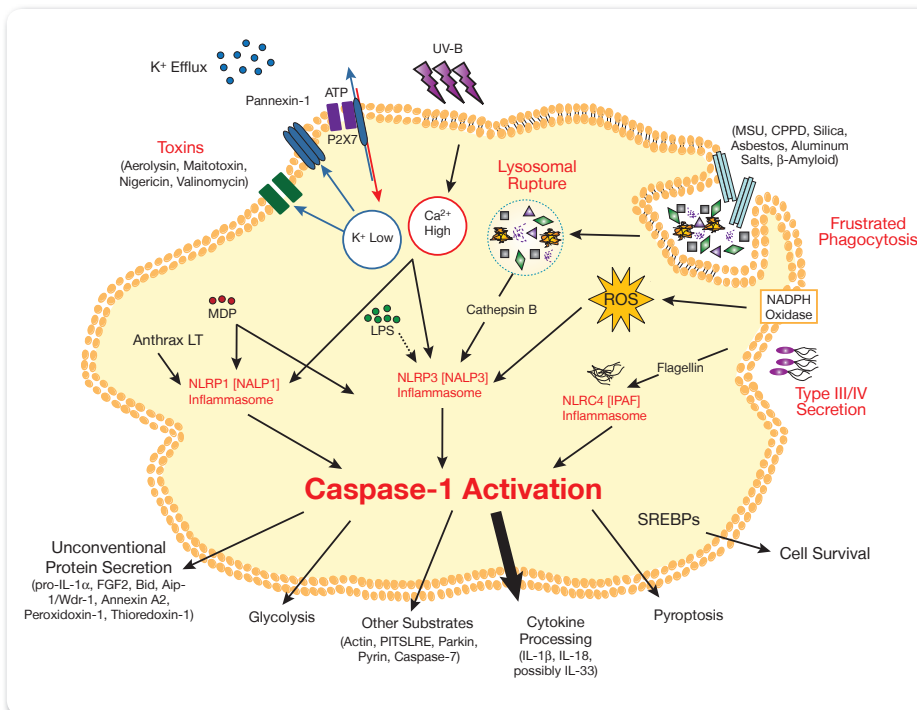 UV-B
K⁺ Efflux
ATP
Pannexin-1
P2X7
Toxins
(Aerolysin, Maitotoxin,
Nigericin, Valinomycin)
(MSU, CPPD, Silica,
Asbestos, Aluminum
Salts, β-Amyloid)
Lysosomal
Rupture
Frustrated
Phagocytosis
K⁺ Low
Ca²⁺
High
ROS
NADPH
Oxidase
MDP
LPS
Cathepsin B
Anthrax LT
Flagellin
NLRP1 [NALP1]
Inflammasome
NLRP3 [NALP3]
Inflammasome
NLRC4 [IPAF]
Inflammasome
Type III/IV
Secretion
Caspase-1 Activation
SREBPs
Cell Survival
Unconventional
Protein Secretion
(pro-IL-1α, FGF2, Bid, Aip-
1/Wdr-1, Annexin A2,
Peroxidoxin-1, Thioredoxin-1)
Glycolysis
Other Substrates
(Actin, PITSLRE, Parkin,
Pyrin, Caspase-7)
Cytokine
Processing
(IL-1β, IL-18,
possibly IL-33)
Pyroptosis